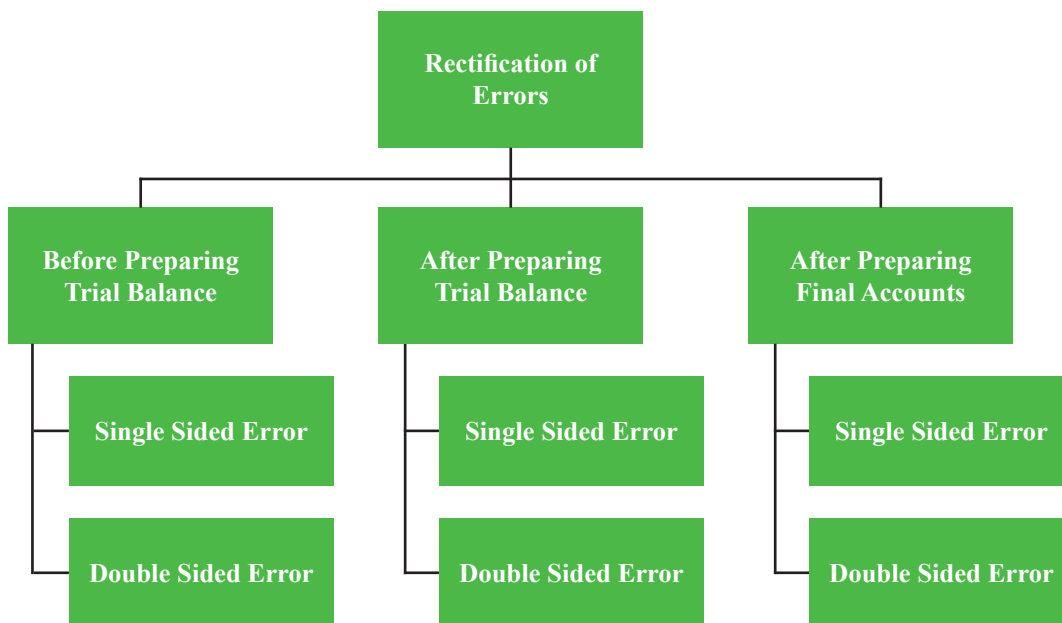 Rectification of
Errors
Before Preparing
Trial Balance
After Preparing
Trial Balance
After Preparing
Final Accounts
Single Sided Error
Single Sided Error
Single Sided Error
Double Sided Error
Double Sided Error
Double Sided Error